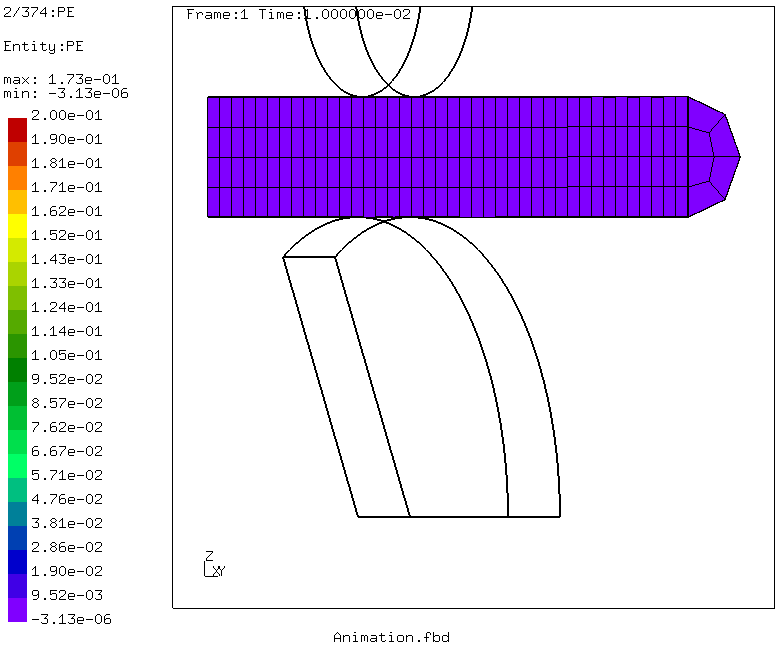 2/374:PE
Frame:1 Time:1.000000e-02
Entity:PE
max: 1.73e-01
min: -3.13e-06
2.00e-01
1.90e-01
1.81e-01
1.71e-01
1.62e-01
1.52e-01
1.43e-01
1.33e-01
1.24e-01
1.14e-01
1.05e-01
9.52e-02
8.57e-02
7.62e-02
6.67e-02
5.71e-02
4.76e-02
3.81e-02
2.86e-02
1.90e-02
9.52e-03
-3.13e-06
Z
XY
Animation.fbd